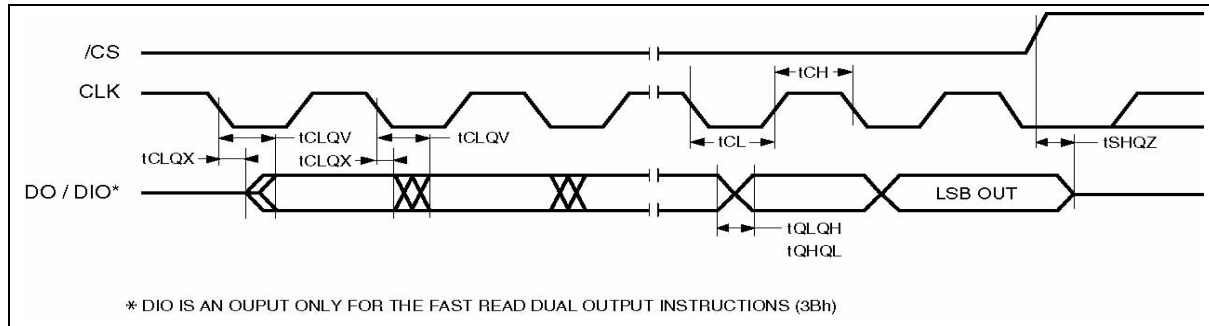 /CS
CLK
tCH
tCLQV
tCLQV
tCL
tSHQZ
tCLQX
tCLQX
DO / DIO*
LSB OUT
tQLQH
tQHQL
* DIO IS AN OUPUT ONLY FOR THE FAST READ DUAL OUTPUT INSTRUCTIONS (3Bh)